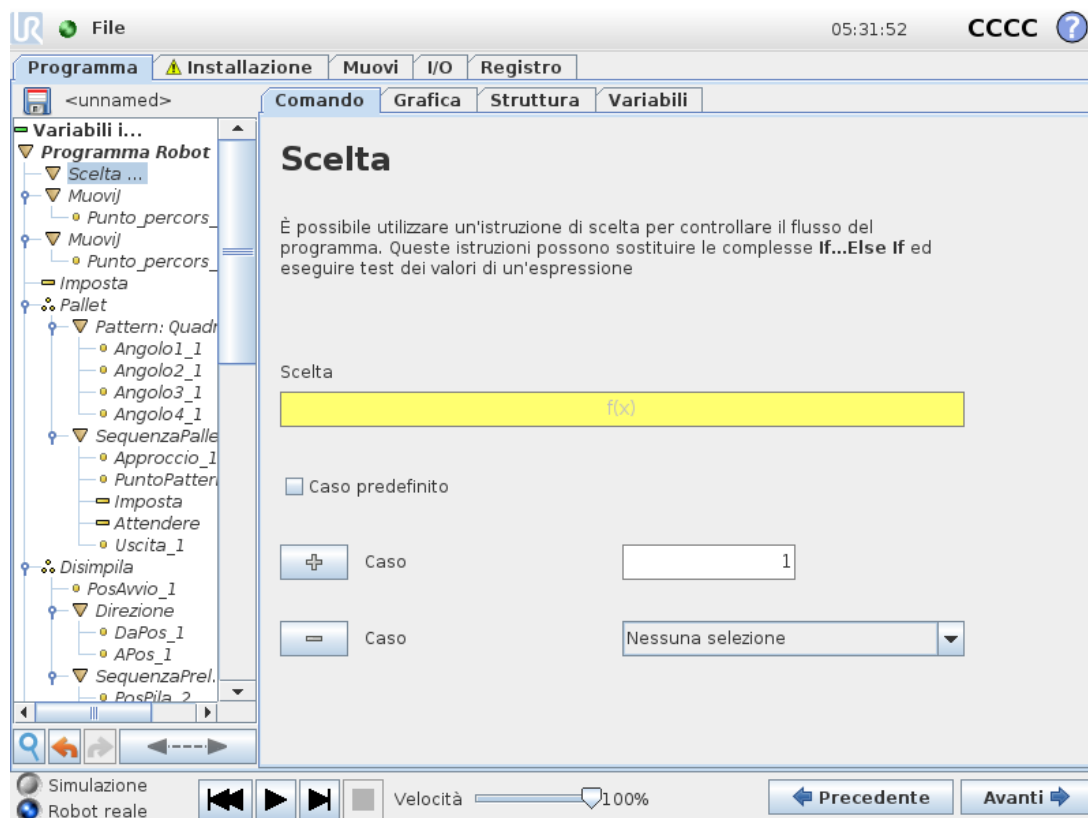 UR File 05:31:52 CCCC ?
Programma Installazione Muovi I/O Registro
<unnamed> Comando Grafica Struttura Variabili
Variabili i...
Programma Robot
Scelta ...
MuoviJ
Punto_percors_
MuoviJ
Punto_percors_
Imposta
Pallet
Pattern: Quadr
Angolo1_1
Angolo2_1
Angolo3_1
Angolo4_1
SequenzaPalle
Approccio_1
PuntoPatter
Imposta
Attendere
Uscita_1
Disimpila
PosAvvio_1
Direzione
DaPos_1
APos_1
SequenzaPrel.
PosPila_2
Scelta
È possibile utilizzare un'istruzione di scelta per controllare il flusso del
programma. Queste istruzioni possono sostituire le complesse If...Else If ed
eseguire test dei valori di un'espressione
Scelta
f(x)
Caso predefinito
Caso 1
Caso Nessuna selezione
Simulazione
Robot reale
Velocità 100%
Precedente Avanti